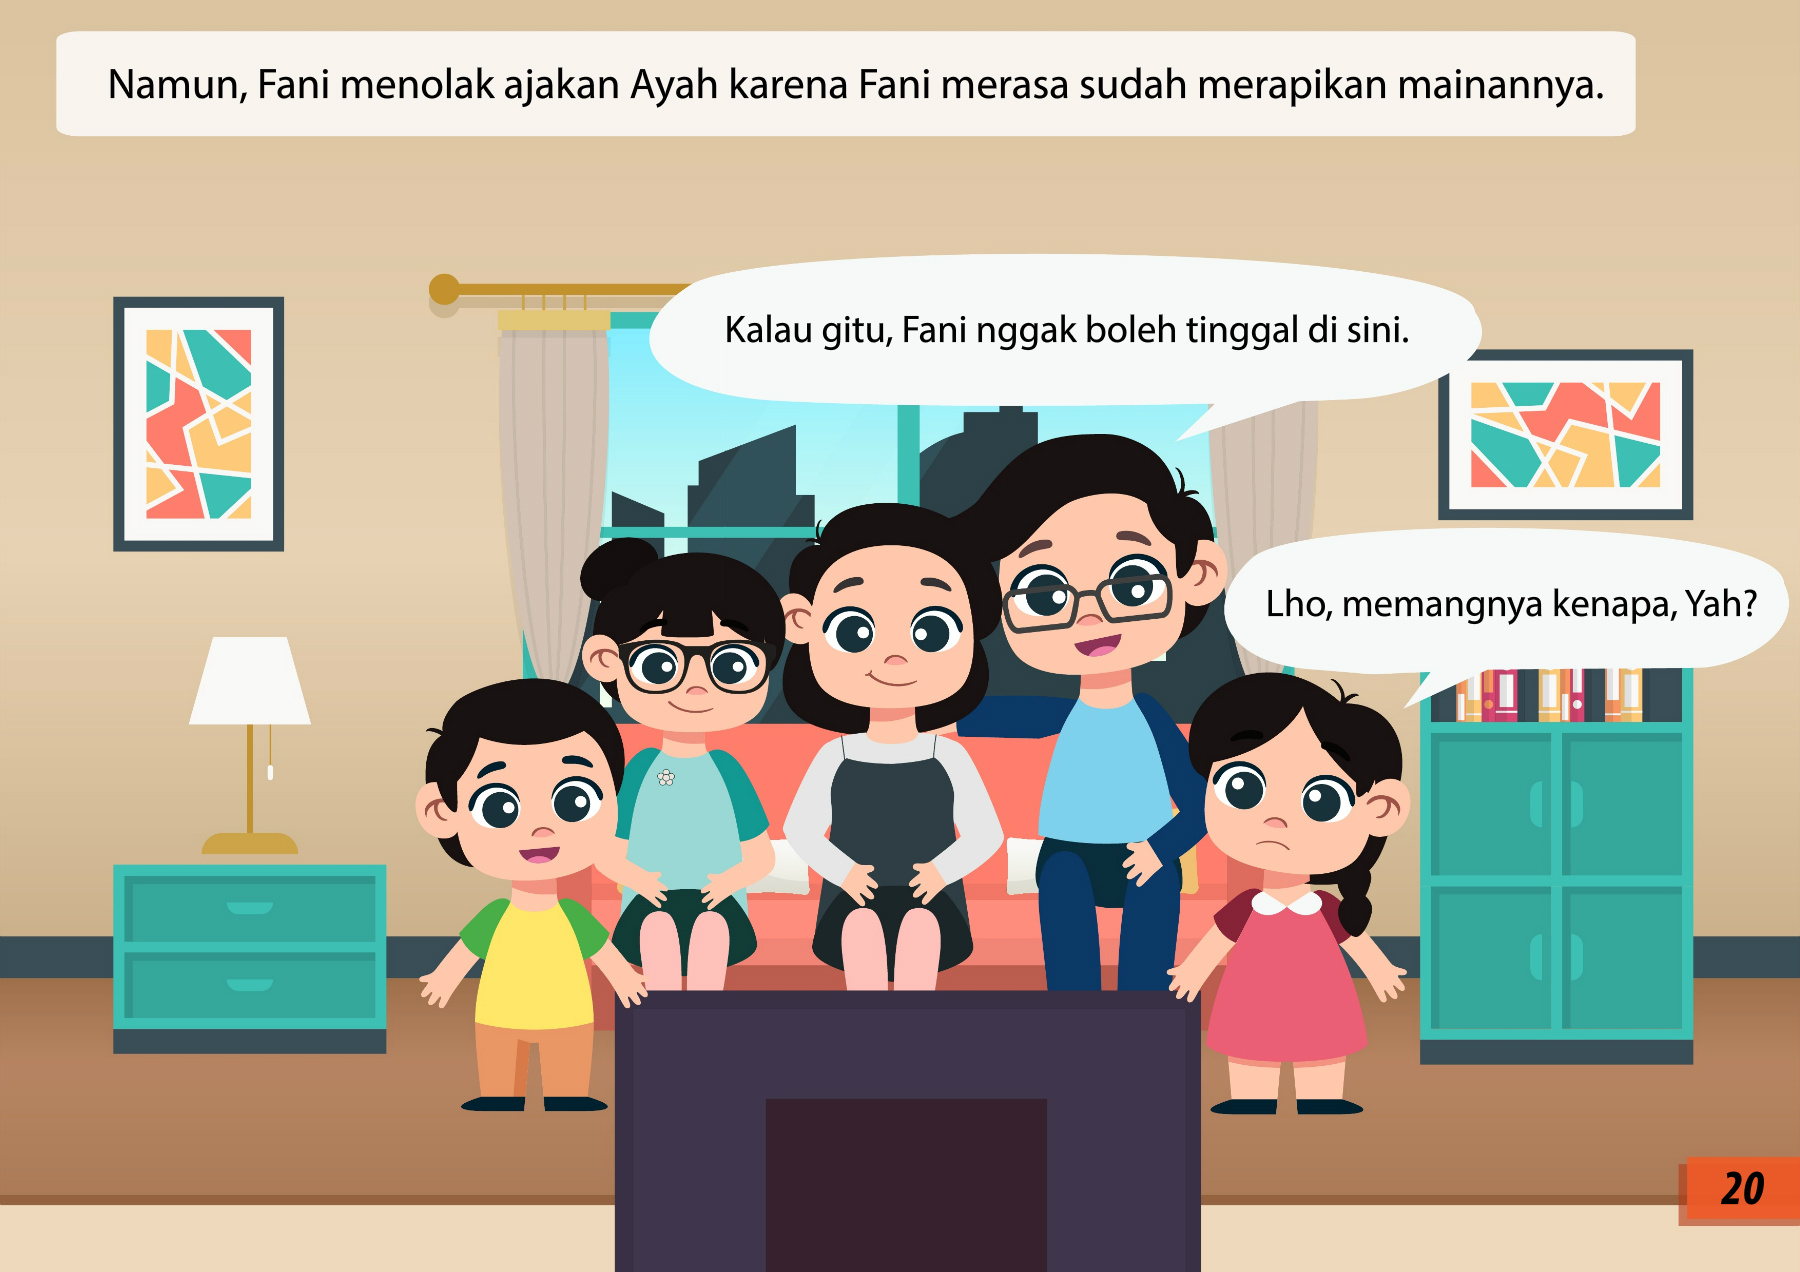 Namun, Fani menolak ajakan Ayah karena Fani merasa sudah merapikan mainannya.
Kalau gitu, Fani nggak boleh tinggal di sini.
Lho, memangnya kenapa, Yah?
20